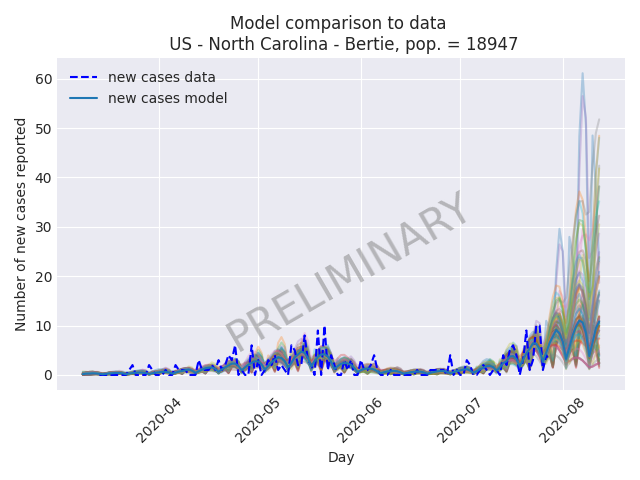 Model comparison to data
US - North Carolina - Bertie, pop. = 18947
new cases data
new cases model
Number of new cases reported
60
50
40
30
20
10
0
PRELIMINARY
2020-04
2020-05
2020-06
2020-07
2020-08
Day